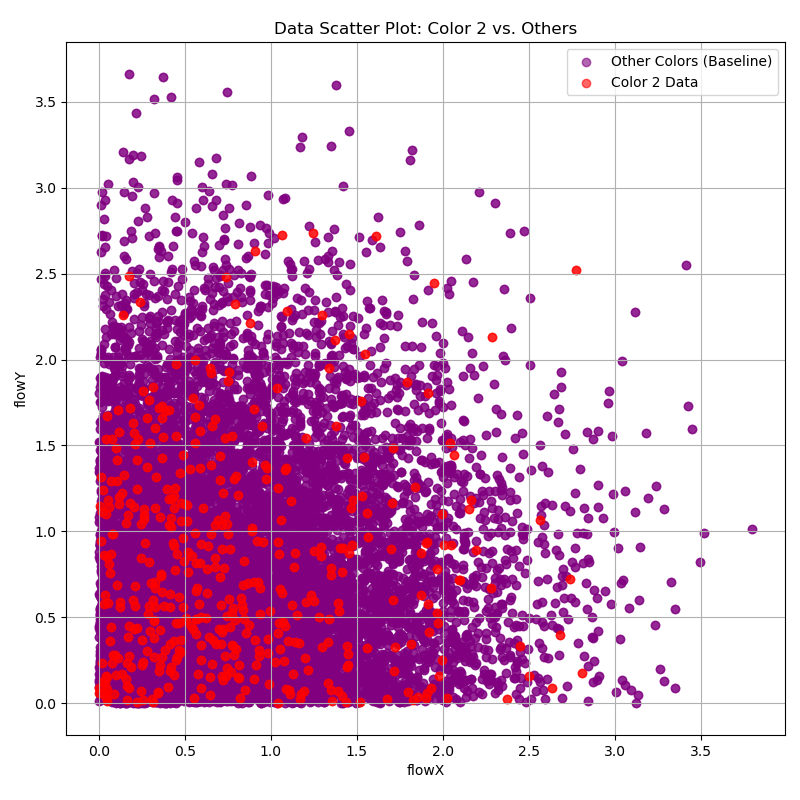 Data Scatter Plot: Color 2 vs. Others
Other Colors (Baseline)
Color 2 Data
3.5
3.0
2.5
2.0
1.5
1.0
0.5
0.0
flowY
0.0 0.5 1.0 1.5 2.0 2.5 3.0 3.5
flowX